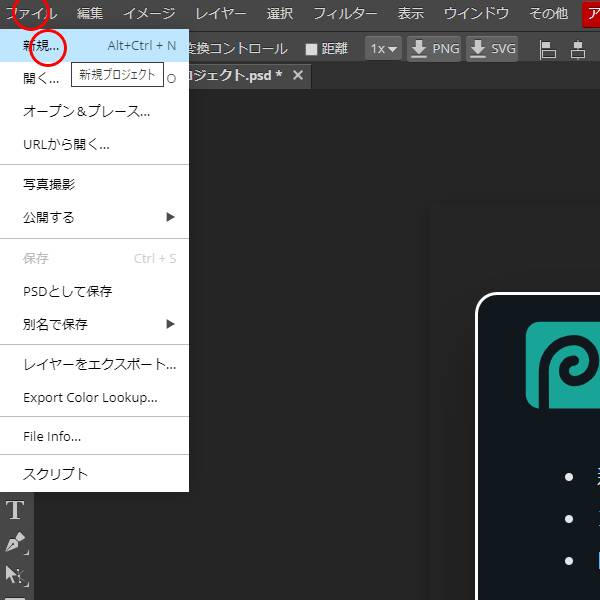 ファイル 編集 イメージ レイヤー 選択 フィルター 表示 ウインドウ その他 ア
新規... Alt+Ctrl + N
変換コントロール 距離 1x PNG SVG
開く... O
新規プロジェクト
ロジェクト.psd *
オープン＆プレース...
URLから開く...
写真撮影
公開する
保存 Ctrl + S
PSDとして保存
別名で保存
レイヤーをエクスポート...
Export Color Lookup...
File Info...
スクリプト